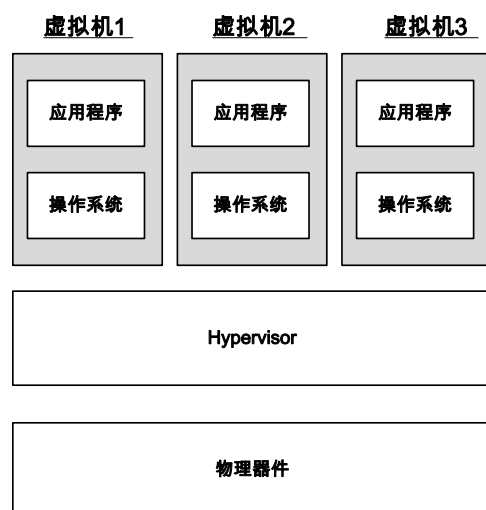 虚拟机1 虚拟机2 虚拟机3
应用程序 应用程序 应用程序
操作系统 操作系统 操作系统
Hypervisor
物理器件